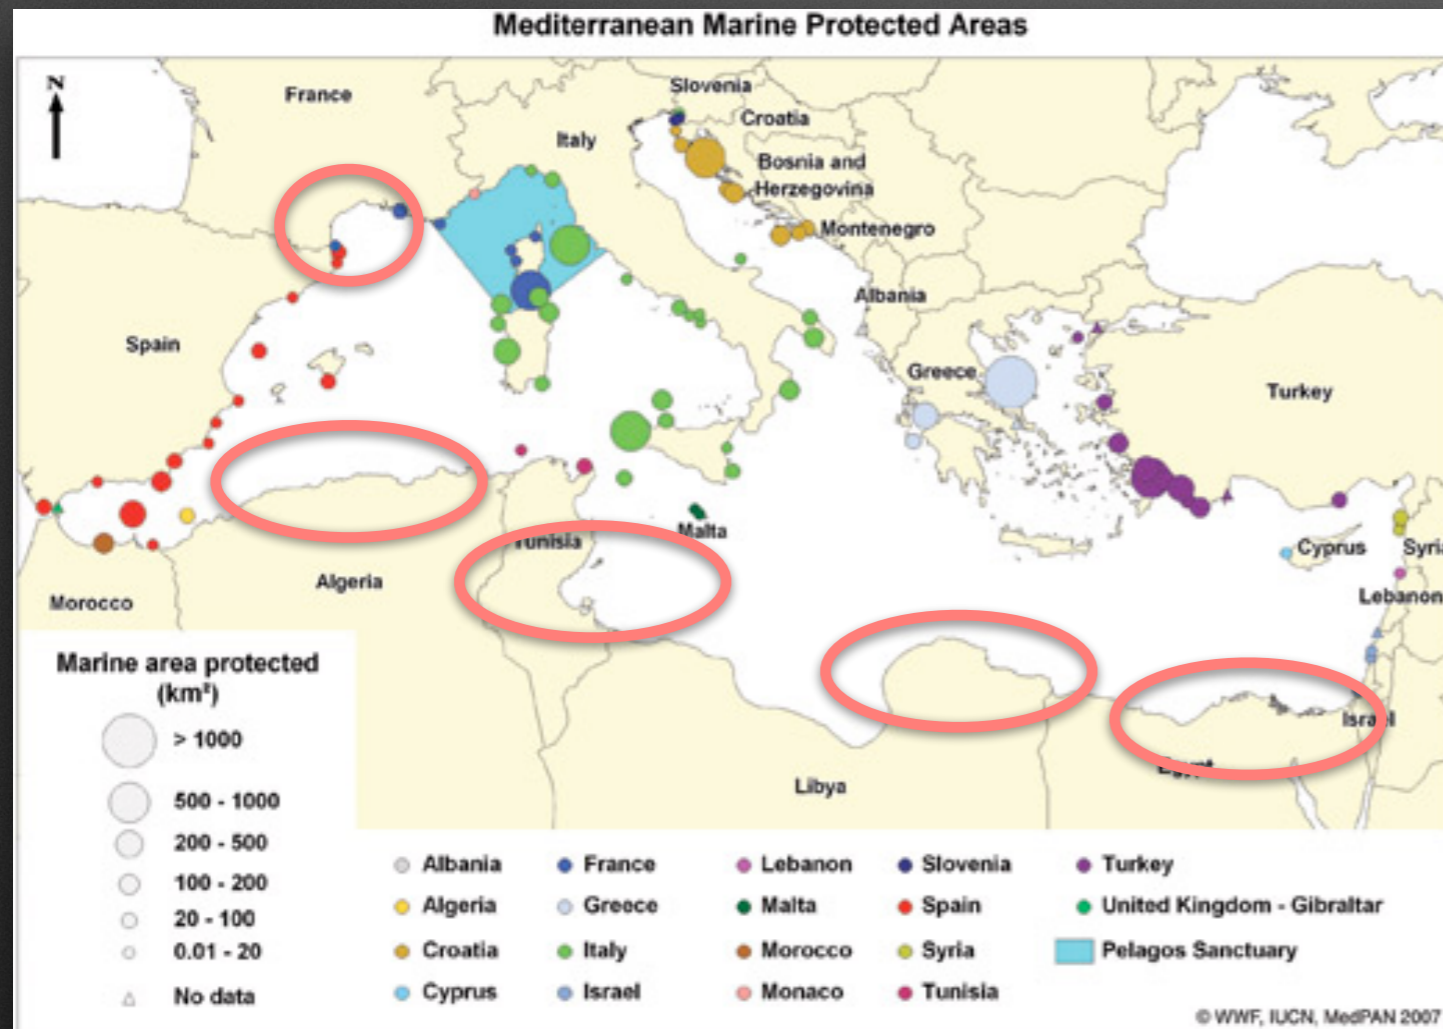 Mediterranean Marine Protected Areas
N
France
Slovenia
Croatia
Italy
Bosnia and
Herzegovina
Montenegro
Albania
Spain
Greece
Turkey
Malta
Tunisia
Cyprus
Syria
Algeria
Morocco
Lebanon
Israel
Egypt
Libya
Marine area protected
(km²)
> 1000
500 - 1000
200 - 500
100 - 200
20 - 100
0.01 - 20
No data
Albania
France
Lebanon
Slovenia
Turkey
Algeria
Greece
Malta
Spain
United Kingdom - Gibraltar
Croatia
Italy
Morocco
Syria
Pelagos Sanctuary
Cyprus
Israel
Monaco
Tunisia
© WWF, IUCN, MedPAN 2007